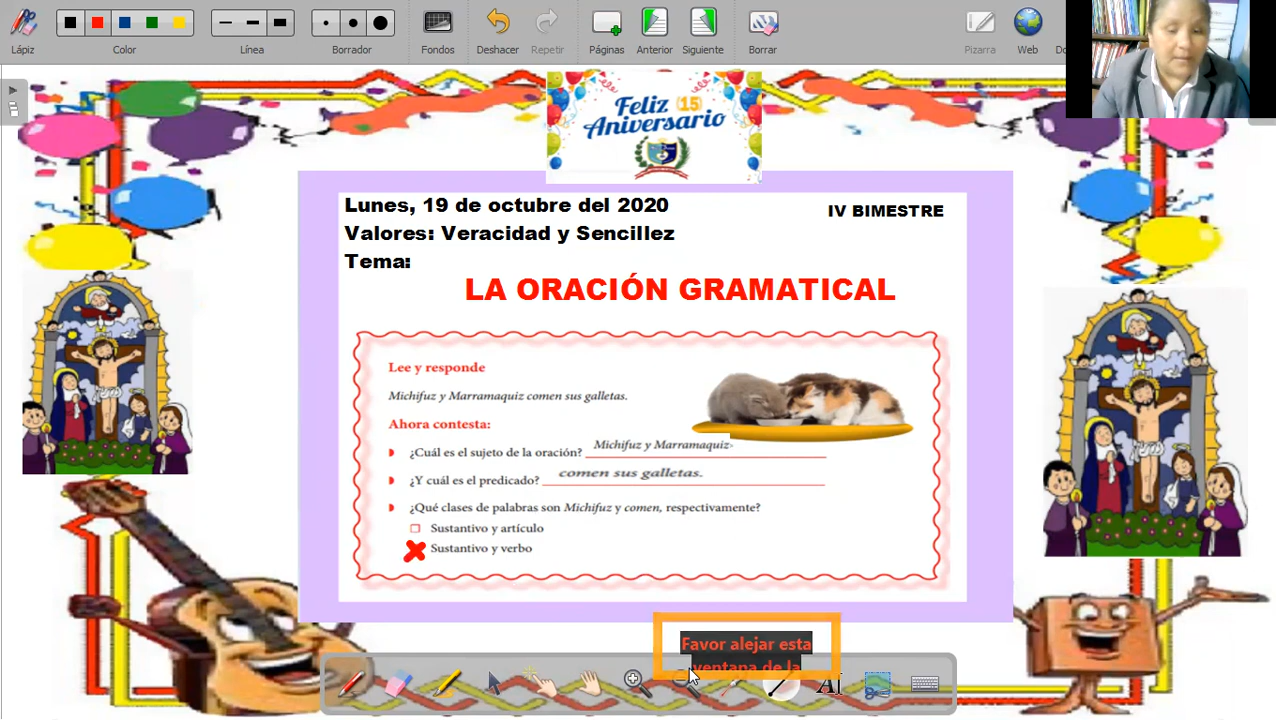 Lápiz
Color
Línea
Borrador
Fondos
Deshacer
Repetir
Páginas
Anterior
Siguiente
Borrar
Pizarra
Web
Feliz 15
Aniversario
Lunes, 19 de octubre del 2020
IV BIMESTRE
Valores: Veracidad y Sencillez
Tema:
LA ORACIÓN GRAMATICAL
Lee y responde
Michifuz y Marramaquiz comen sus galletas.
Ahora contesta:
¿Cuál es el sujeto de la oración? Michifuz y Marramaquiz
¿Y cuál es el predicado? comen sus galletas.
¿Qué clases de palabras son Michifuz y comen, respectivamente?
Sustantivo y artículo
Sustantivo y verbo
Favor alejar esta
ventana de la
AI